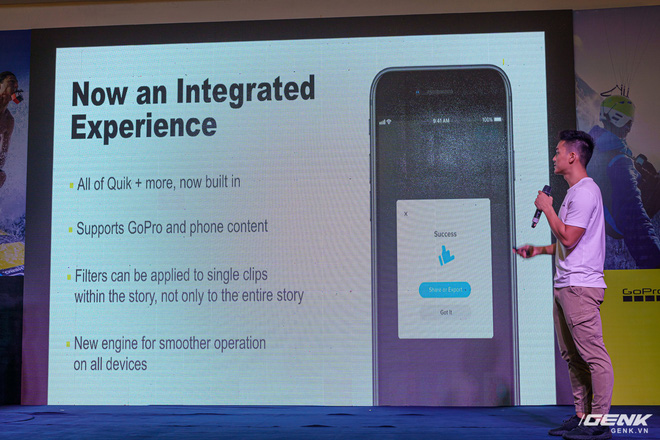 Now an Integrated
Experience
All of Quik + more, now built in
Supports GoPro and phone content
Filters can be applied to single clips
within the story, not only to the entire story
New engine for smoother operation
on all devices
9:41 AM
100%
Success
Share or Export
Got It
GoPro
GENK
GENK.VN